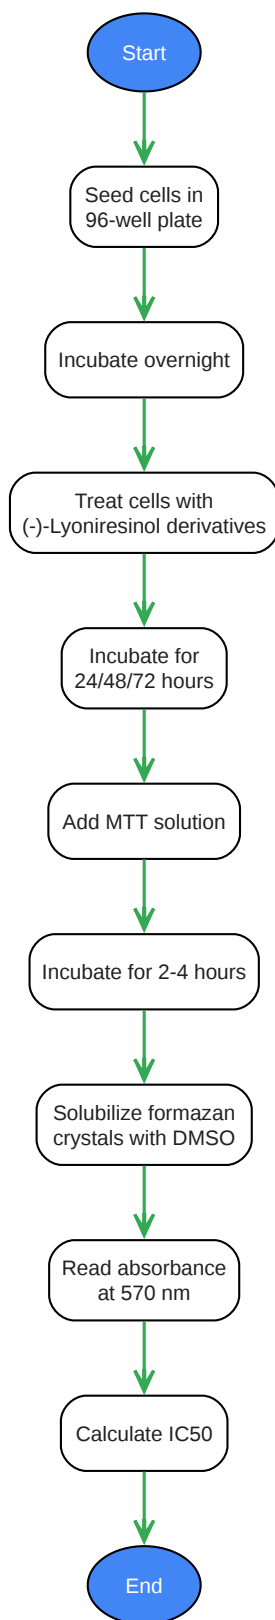 Start
Seed cells in
96-well plate
Incubate overnight
Treat cells with
(-)-Lyoniresinol derivatives
Incubate for
24/48/72 hours
Add MTT solution
Incubate for 2-4 hours
Solubilize formazan
crystals with DMSO
Read absorbance
at 570 nm
Calculate IC50
End